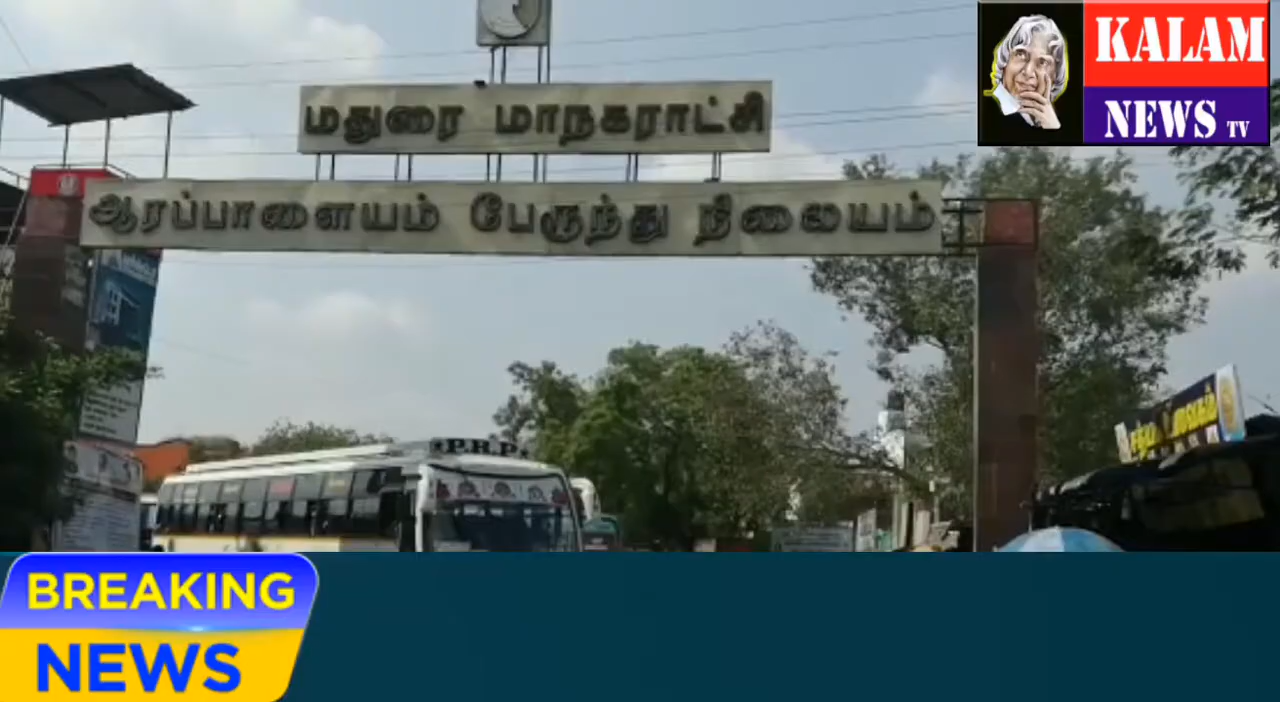 KALAM
NEWS TV
மதுரை மாநகராட்சி
ஆரப்பாளையம் பேருந்து நிலையம்
P.R.P
BREAKING
NEWS